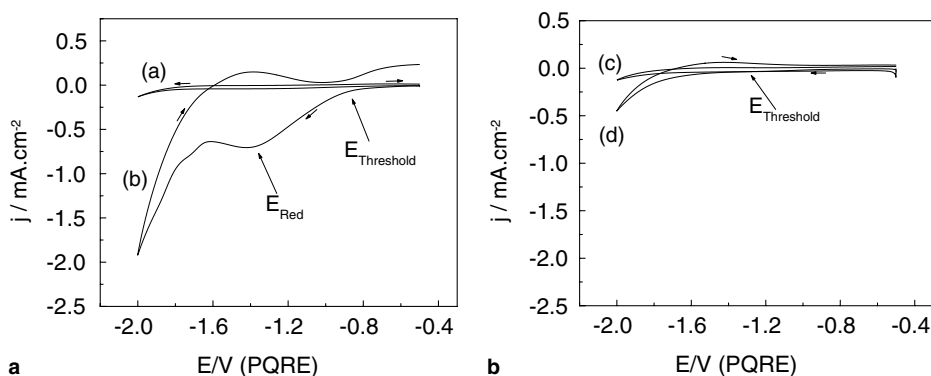 0.5
0.0
-0.5
-1.0
-1.5
-2.0
-2.5
j / mA.cm-2
(a)
(b)
EThreshold
ERed
-2.0 -1.6 -1.2 -0.8 -0.4
E/V (PQRE)
a
0.5
0.0
-0.5
-1.0
-1.5
-2.0
-2.5
j / mA.cm-2
(c)
(d)
EThreshold
-2.0 -1.6 -1.2 -0.8 -0.4
E/V (PQRE)
b